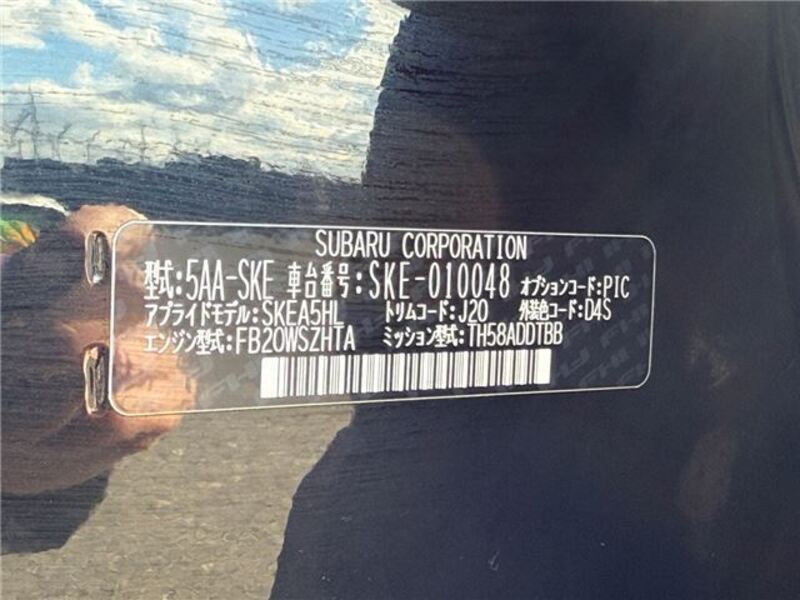 SUBARU CORPORATION
型式:5AA-SKE 車台番号:SKE-010048 オプションコード:PIC
アプライドモデル:SKEA5HL トリムコード:J20 外装色コード:D4S
エンジン型式:FB20WSZHTA ミッション型式:TH58ADDTBB